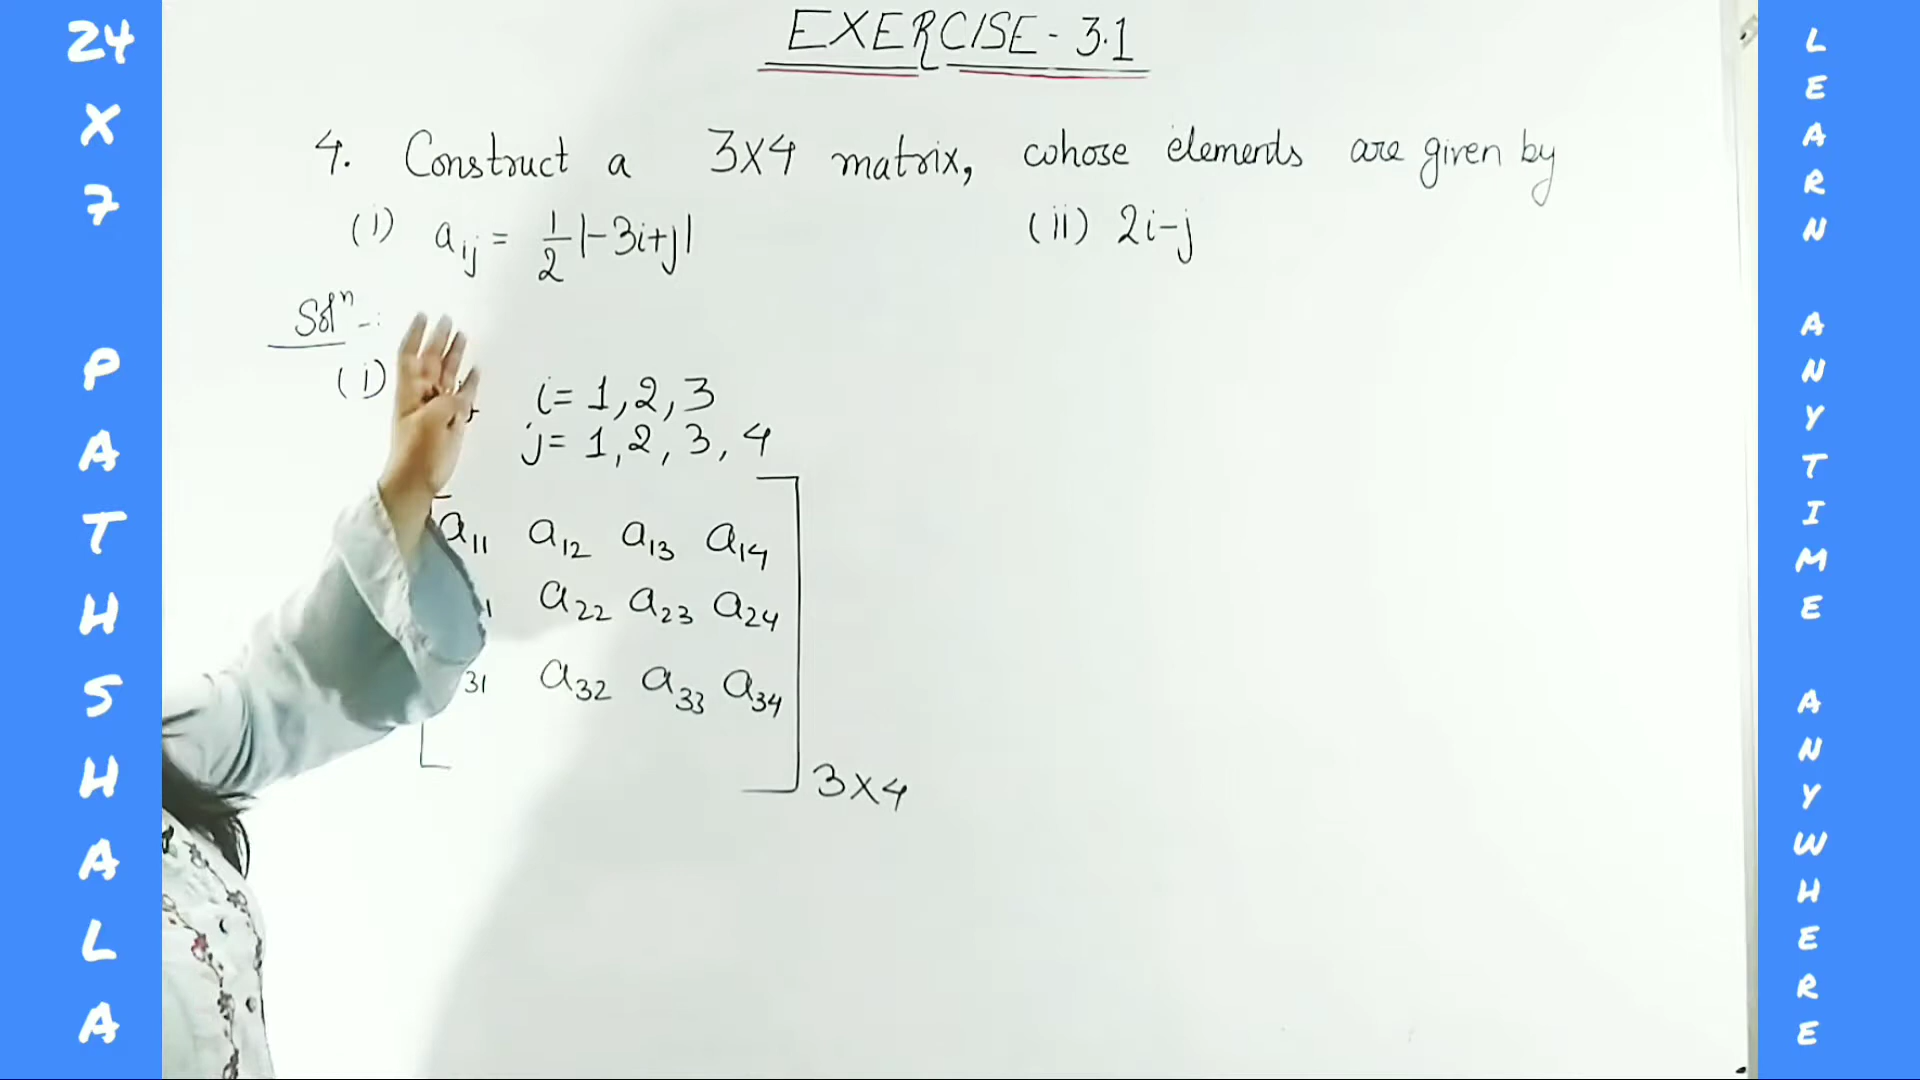 24 X 7 PATHSHALA
EXERCISE - 3.1
4. Construct a 3x4 matrix, whose elements are given by
(i) aij = 1/2 |-3i+j| (ii) 2i-j
Solⁿ -:
(i) i= 1, 2, 3
j= 1, 2, 3, 4
a11 a12 a13 a14
a22 a23 a24
31 a32 a33 a34
3x4
LEARN ANYTIME ANYWHERE